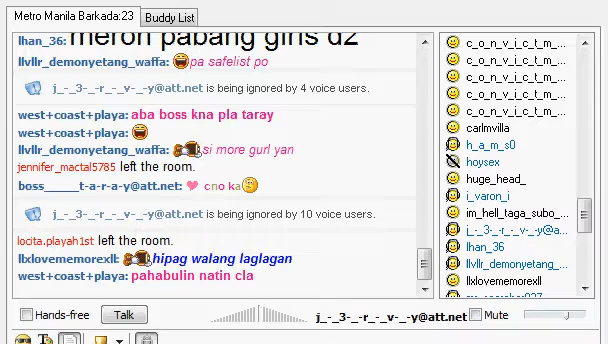 Metro Manila Barkada:23
Buddy List
lhan_36: meron pabang girls d2
llvllr_demonyetang_waffa: pa safelist po
j_-_3-_-r_-_v-_-y@att.net is being ignored by 4 voice users.
west+coast+playa: aba boss kna pla taray
west+coast+playa:
llvllr_demonyetang_waffa: si more gurl yan
jennifer_mactal5785 left the room.
boss_____t-a-r-a-y@att.net: cno ka
j_-_3-_-r_-_v-_-y@att.net is being ignored by 10 voice users.
locita.playah1st left the room.
llxlovememorexll: hipag walang laglagan
west+coast+playa: pahabulin natin cla
c_o_n_v_i_c_t_m_...
c_o_n_v_i_c_t_m_...
c_o_n_v_i_c_t_m_...
c_o_n_v_i_c_t_m_...
c_o_n_v_i_c_t_m_...
carlmvilla
h_a_m_s0
hoysex
huge_head_
i_varon_i
im_hell_taga_subo_...
j_-_3-_-r_-_v-_-y@a...
lhan_36
llvllr_demonyetang_...
llxlovememorexll
Hands-free
Talk
j_-_3-_-r_-_v-_-y@att.net
Mute